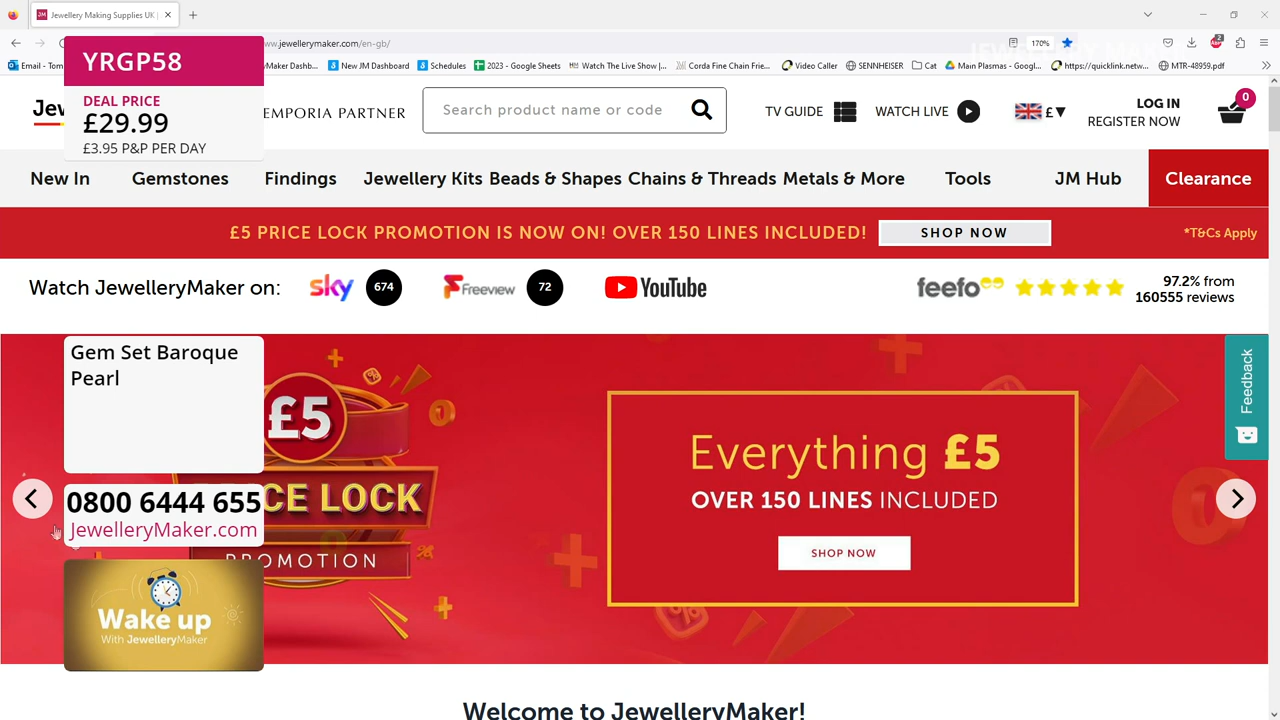 Jewellery Making Supplies UK |
ww.jewellerymaker.com/en-gb/
170%
Email - Tom
Maker Dashb...
New JM Dashboard
Schedules
2023 - Google Sheets
Watch The Live Show |...
Corda Fine Chain Frie...
Video Caller
SENNHEISER
Cat
Main Plasmas - Googl...
https://quicklink.netw...
MTR-48959.pdf
YRGP58
DEAL PRICE
£29.99
£3.95 P&P PER DAY
Jew
EMPORIA PARTNER
Search product name or code
TV GUIDE
WATCH LIVE
£▼
LOG IN
REGISTER NOW
0
New In
Gemstones
Findings
Jewellery Kits
Beads & Shapes
Chains & Threads
Metals & More
Tools
JM Hub
Clearance
£5 PRICE LOCK PROMOTION IS NOW ON! OVER 150 LINES INCLUDED!
SHOP NOW
*T&Cs Apply
Watch JewelleryMaker on:
sky
674
Freeview
72
YouTube
feefo
97.2% from
160555 reviews
Gem Set Baroque
Pearl
£5
CE LOCK
PROMOTION
Everything £5
OVER 150 LINES INCLUDED
SHOP NOW
Feedback
0800 6444 655
JewelleryMaker.com
Wake up
With JewelleryMaker
Welcome to JewelleryMaker!